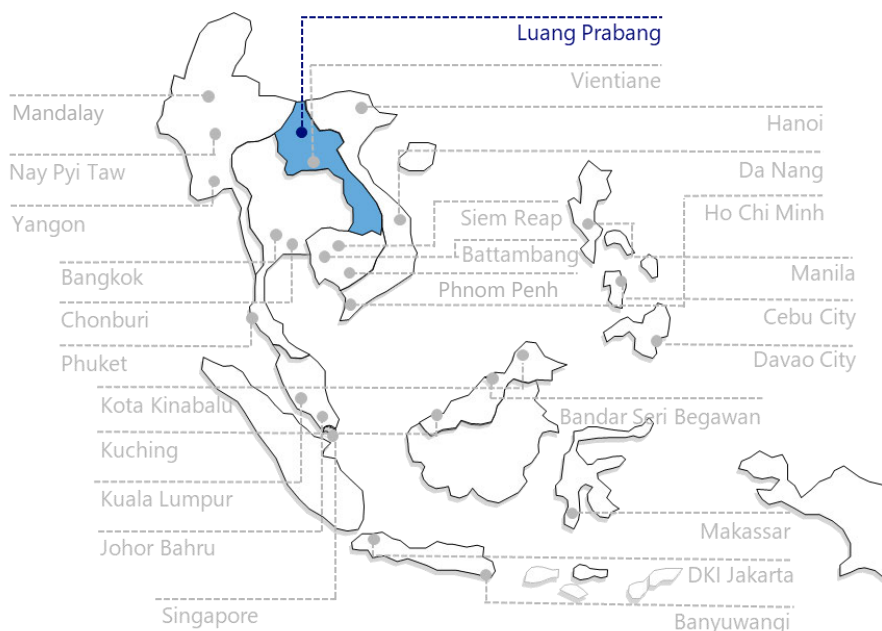 Luang Prabang
Vientiane
Mandalay
Hanoi
Nay Pyi Taw
Da Nang
Yangon
Siem Reap
Ho Chi Minh
Battambang
Bangkok
Manila
Phnom Penh
Chonburi
Cebu City
Phuket
Davao City
Kota Kinabalu
Bandar Seri Begawan
Kuching
Kuala Lumpur
Makassar
Johor Bahru
DKI Jakarta
Singapore
Banyuwangi